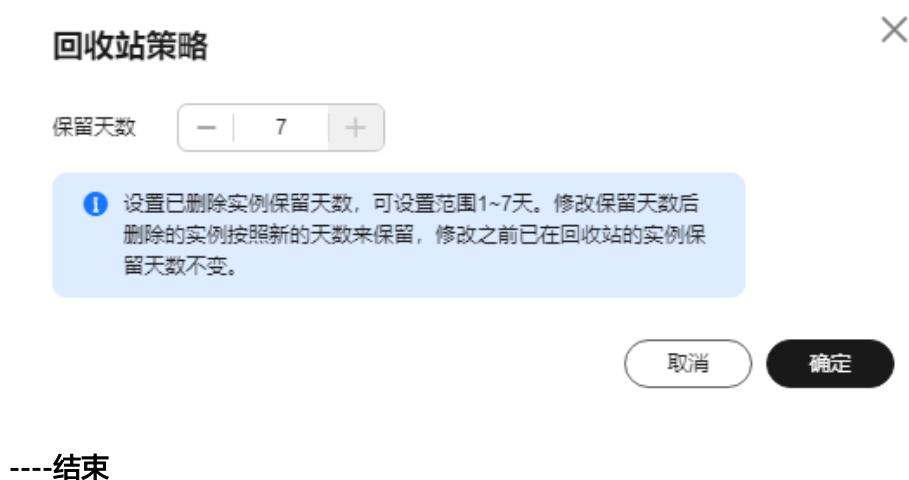 回收站策略
保留天数 7
设置已删除实例保留天数，可设置范围1~7天。修改保留天数后
删除的实例按照新的天数来保留，修改之前已在回收站的实例保
留天数不变。
取消 确定
----结束